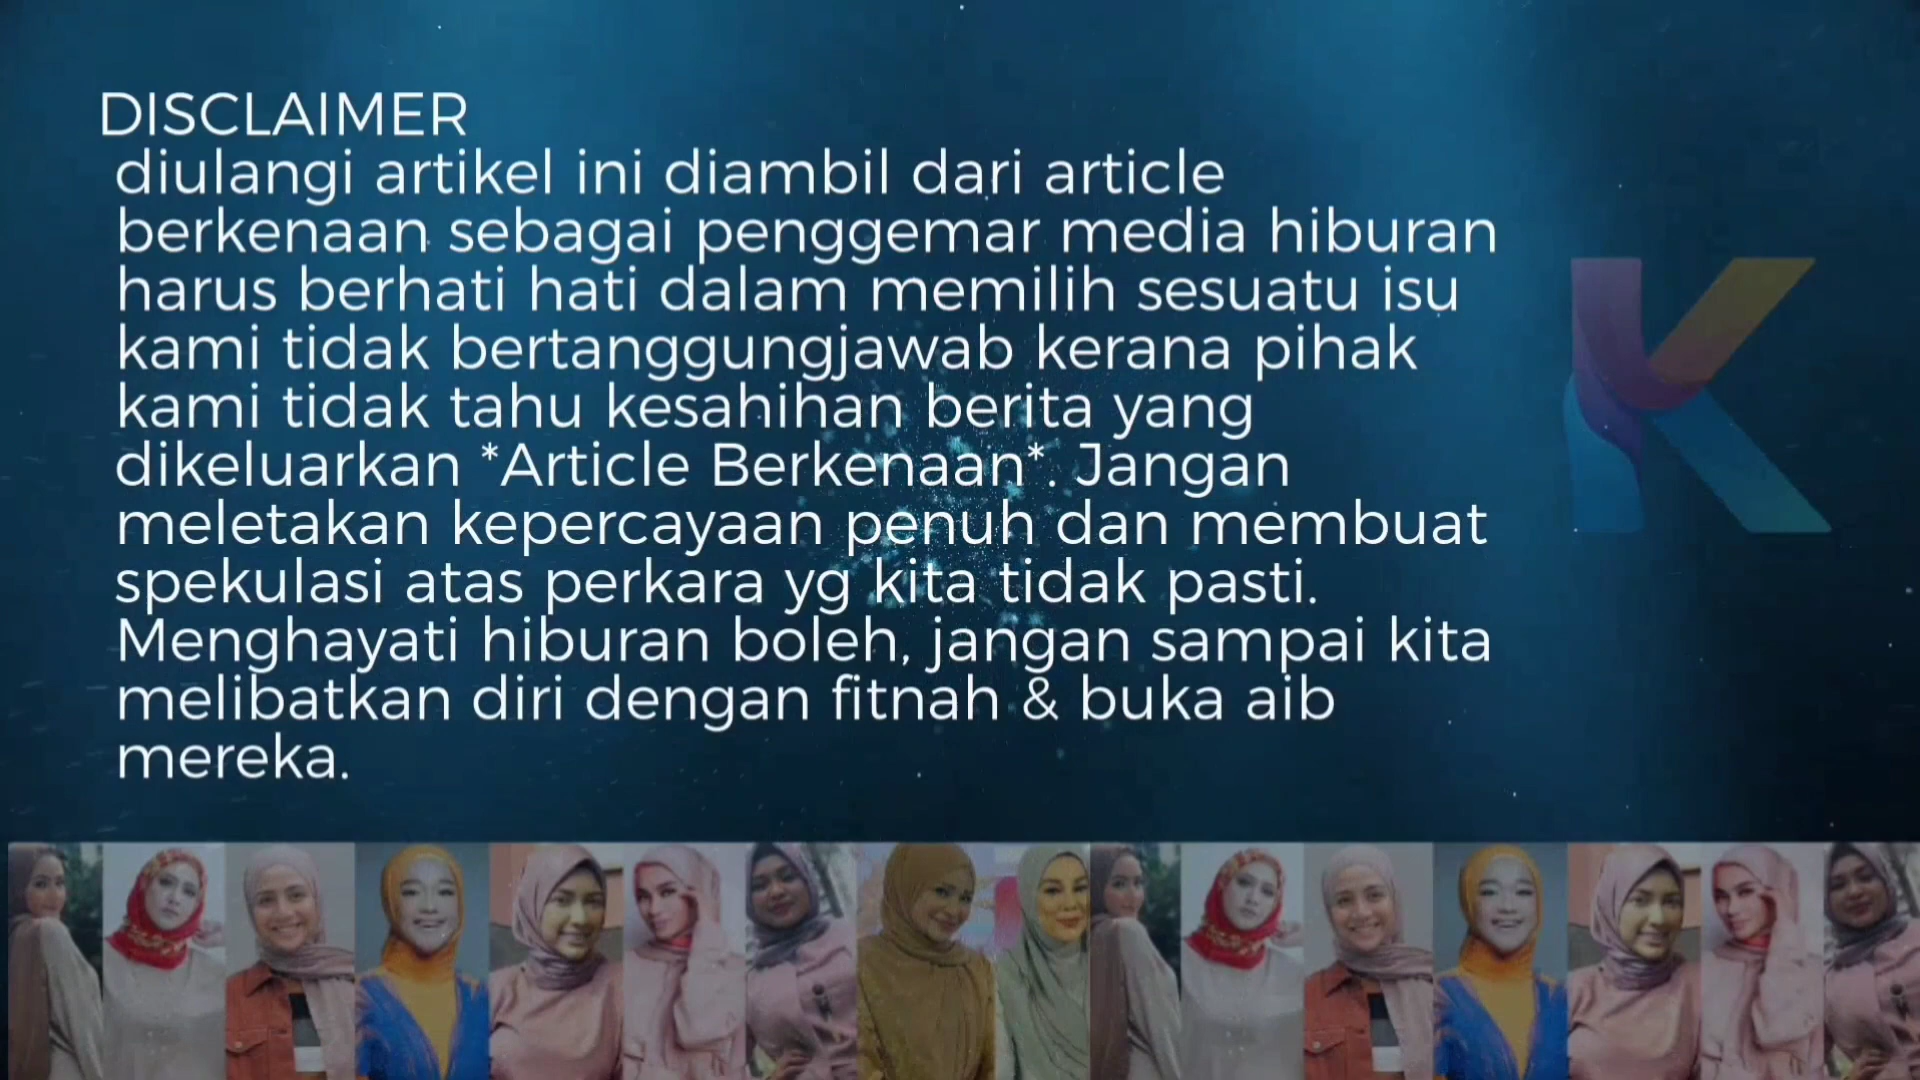 DISCLAIMER
diulangi artikel ini diambil dari article
berkenaan sebagai penggemar media hiburan
harus berhati hati dalam memilih sesuatu isu
kami tidak bertanggungjawab kerana pihak
kami tidak tahu kesahihan berita yang
dikeluarkan *Article Berkenaan*. Jangan
meletakan kepercayaan penuh dan membuat
spekulasi atas perkara yg kita tidak pasti.
Menghayati hiburan boleh, jangan sampai kita
melibatkan diri dengan fitnah & buka aib
mereka.
K